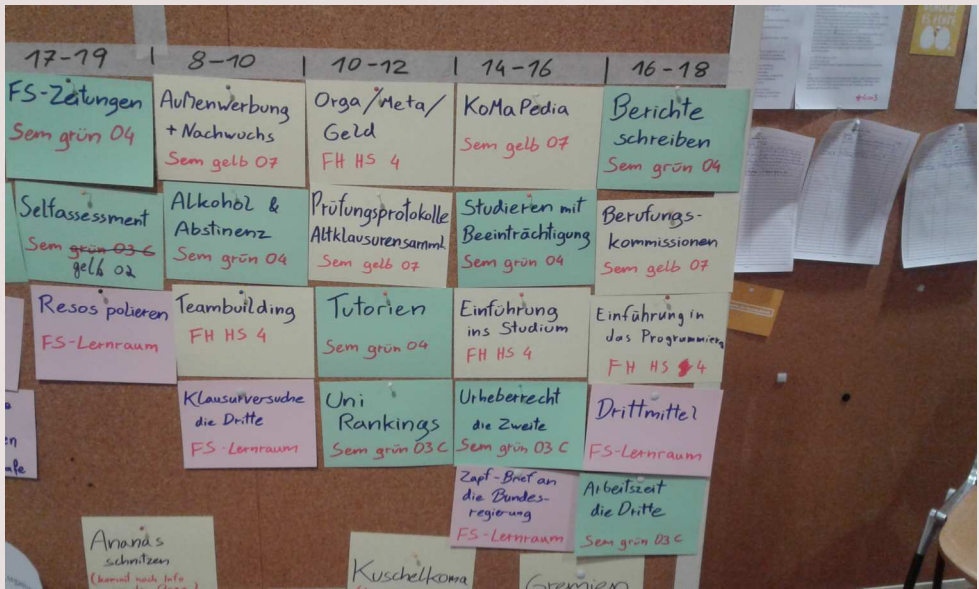 17-19 | 8-10 | 10-12 | 14-16 | 16-18
FS-Zeitungen
Sem grün 04
Außenwerbung
+ Nachwuchs
Sem gelb 07
Orga/Meta/
Geld
FH HS 4
KoMaPedia
Sem gelb 07
Berichte
schreiben
Sem grün 04
Selfassessment
Sem grün 03 C
gelb 02
Alkohol &
Abstinenz
Sem grün 04
Prüfungsprotokolle
Altklausurensamml.
Sem gelb 07
Studieren mit
Beeinträchtigung
Sem grün 04
Berufungs-
kommissionen
Sem gelb 07
Resos polieren
FS-Lernraum
Teambuilding
FH HS 4
Tutorien
Sem grün 04
Einführung
ins Studium
FH HS 4
Einführung in
das Programmieren
FH HS 4
Klausurversuche
die Dritte
FS-Lernraum
Uni
Rankings
Sem grün 03 C
Urheberrecht
die Zweite
Sem grün 03 C
Drittmittel
FS-Lernraum
Zapf-Brief an
die Bundes-
regierung
FS-Lernraum
Arbeitszeit
die Dritte
Sem grün 03 C
Ananas
schnitzen
(kommt nach Info
Kuschelkoma
Gremien